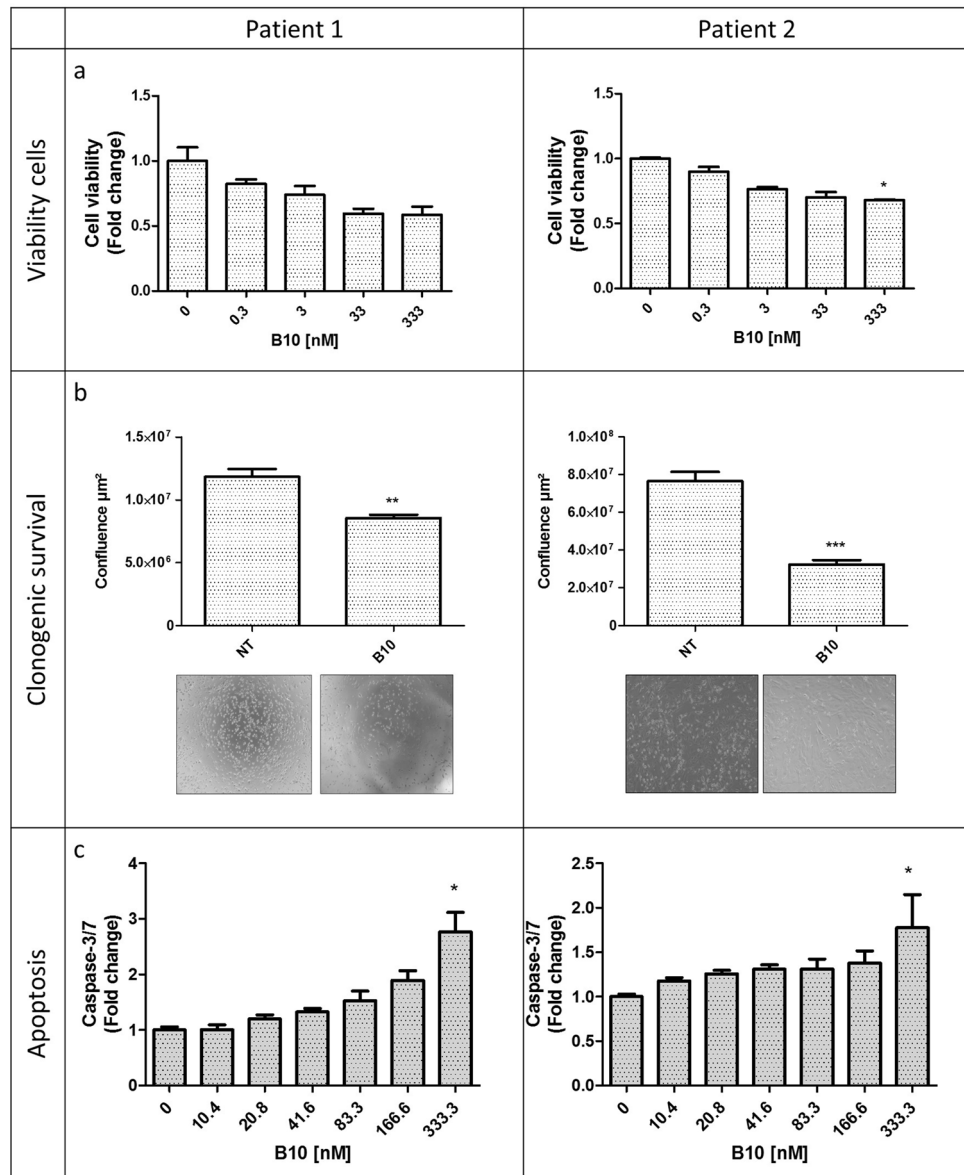 Patient 1
Patient 2
Viability cells
a
1.5
1.0
0.5
0.0
Cell viability
(Fold change)
0
0.3
3
33
333
B10 [nM]
1.5
1.0
0.5
0.0
Cell viability
(Fold change)
*
0
0.3
3
33
333
B10 [nM]
Clonogenic survival
b
1.5×10⁷
1.0×10⁷
5.0×10⁶
0
Confluence µm²
**
NT
B10
1.0×10⁸
8.0×10⁷
6.0×10⁷
4.0×10⁷
2.0×10⁷
0
Confluence µm²
***
NT
B10
Apoptosis
c
4
3
2
1
0
Caspase-3/7
(Fold change)
*
0
10.4
20.8
41.6
83.3
166.6
333.3
B10 [nM]
2.5
2.0
1.5
1.0
0.5
0.0
Caspase-3/7
(Fold change)
*
0
10.4
20.8
41.6
83.3
166.6
333.3
B10 [nM]